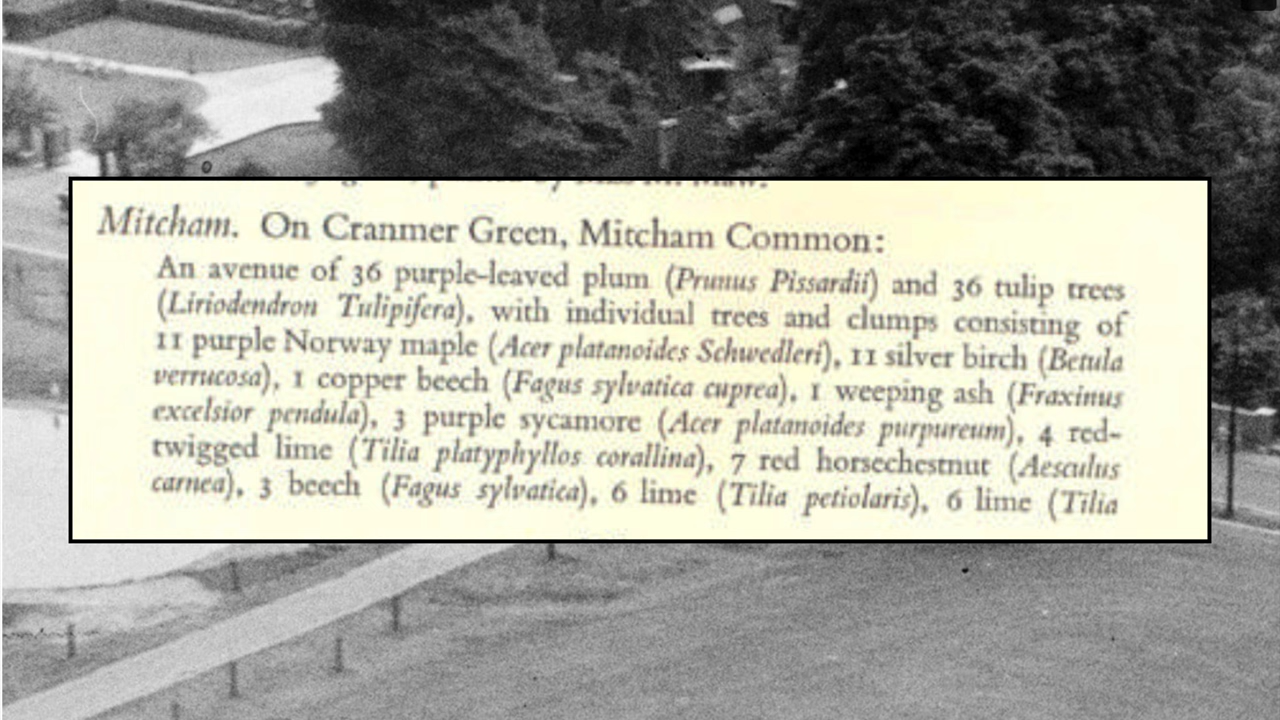 Mitcham. On Cranmer Green, Mitcham Common:
An avenue of 36 purple-leaved plum (Prunus Pissardii) and 36 tulip trees
(Liriodendron Tulipifera), with individual trees and clumps consisting of
11 purple Norway maple (Acer platanoides Schwedleri), 11 silver birch (Betula
verrucosa), 1 copper beech (Fagus sylvatica cuprea), 1 weeping ash (Fraxinus
excelsior pendula), 3 purple sycamore (Acer platanoides purpureum), 4 red-
twigged lime (Tilia platyphyllos corallina), 7 red horsechestnut (Aesculus
carnea), 3 beech (Fagus sylvatica), 6 lime (Tilia petiolaris), 6 lime (Tilia